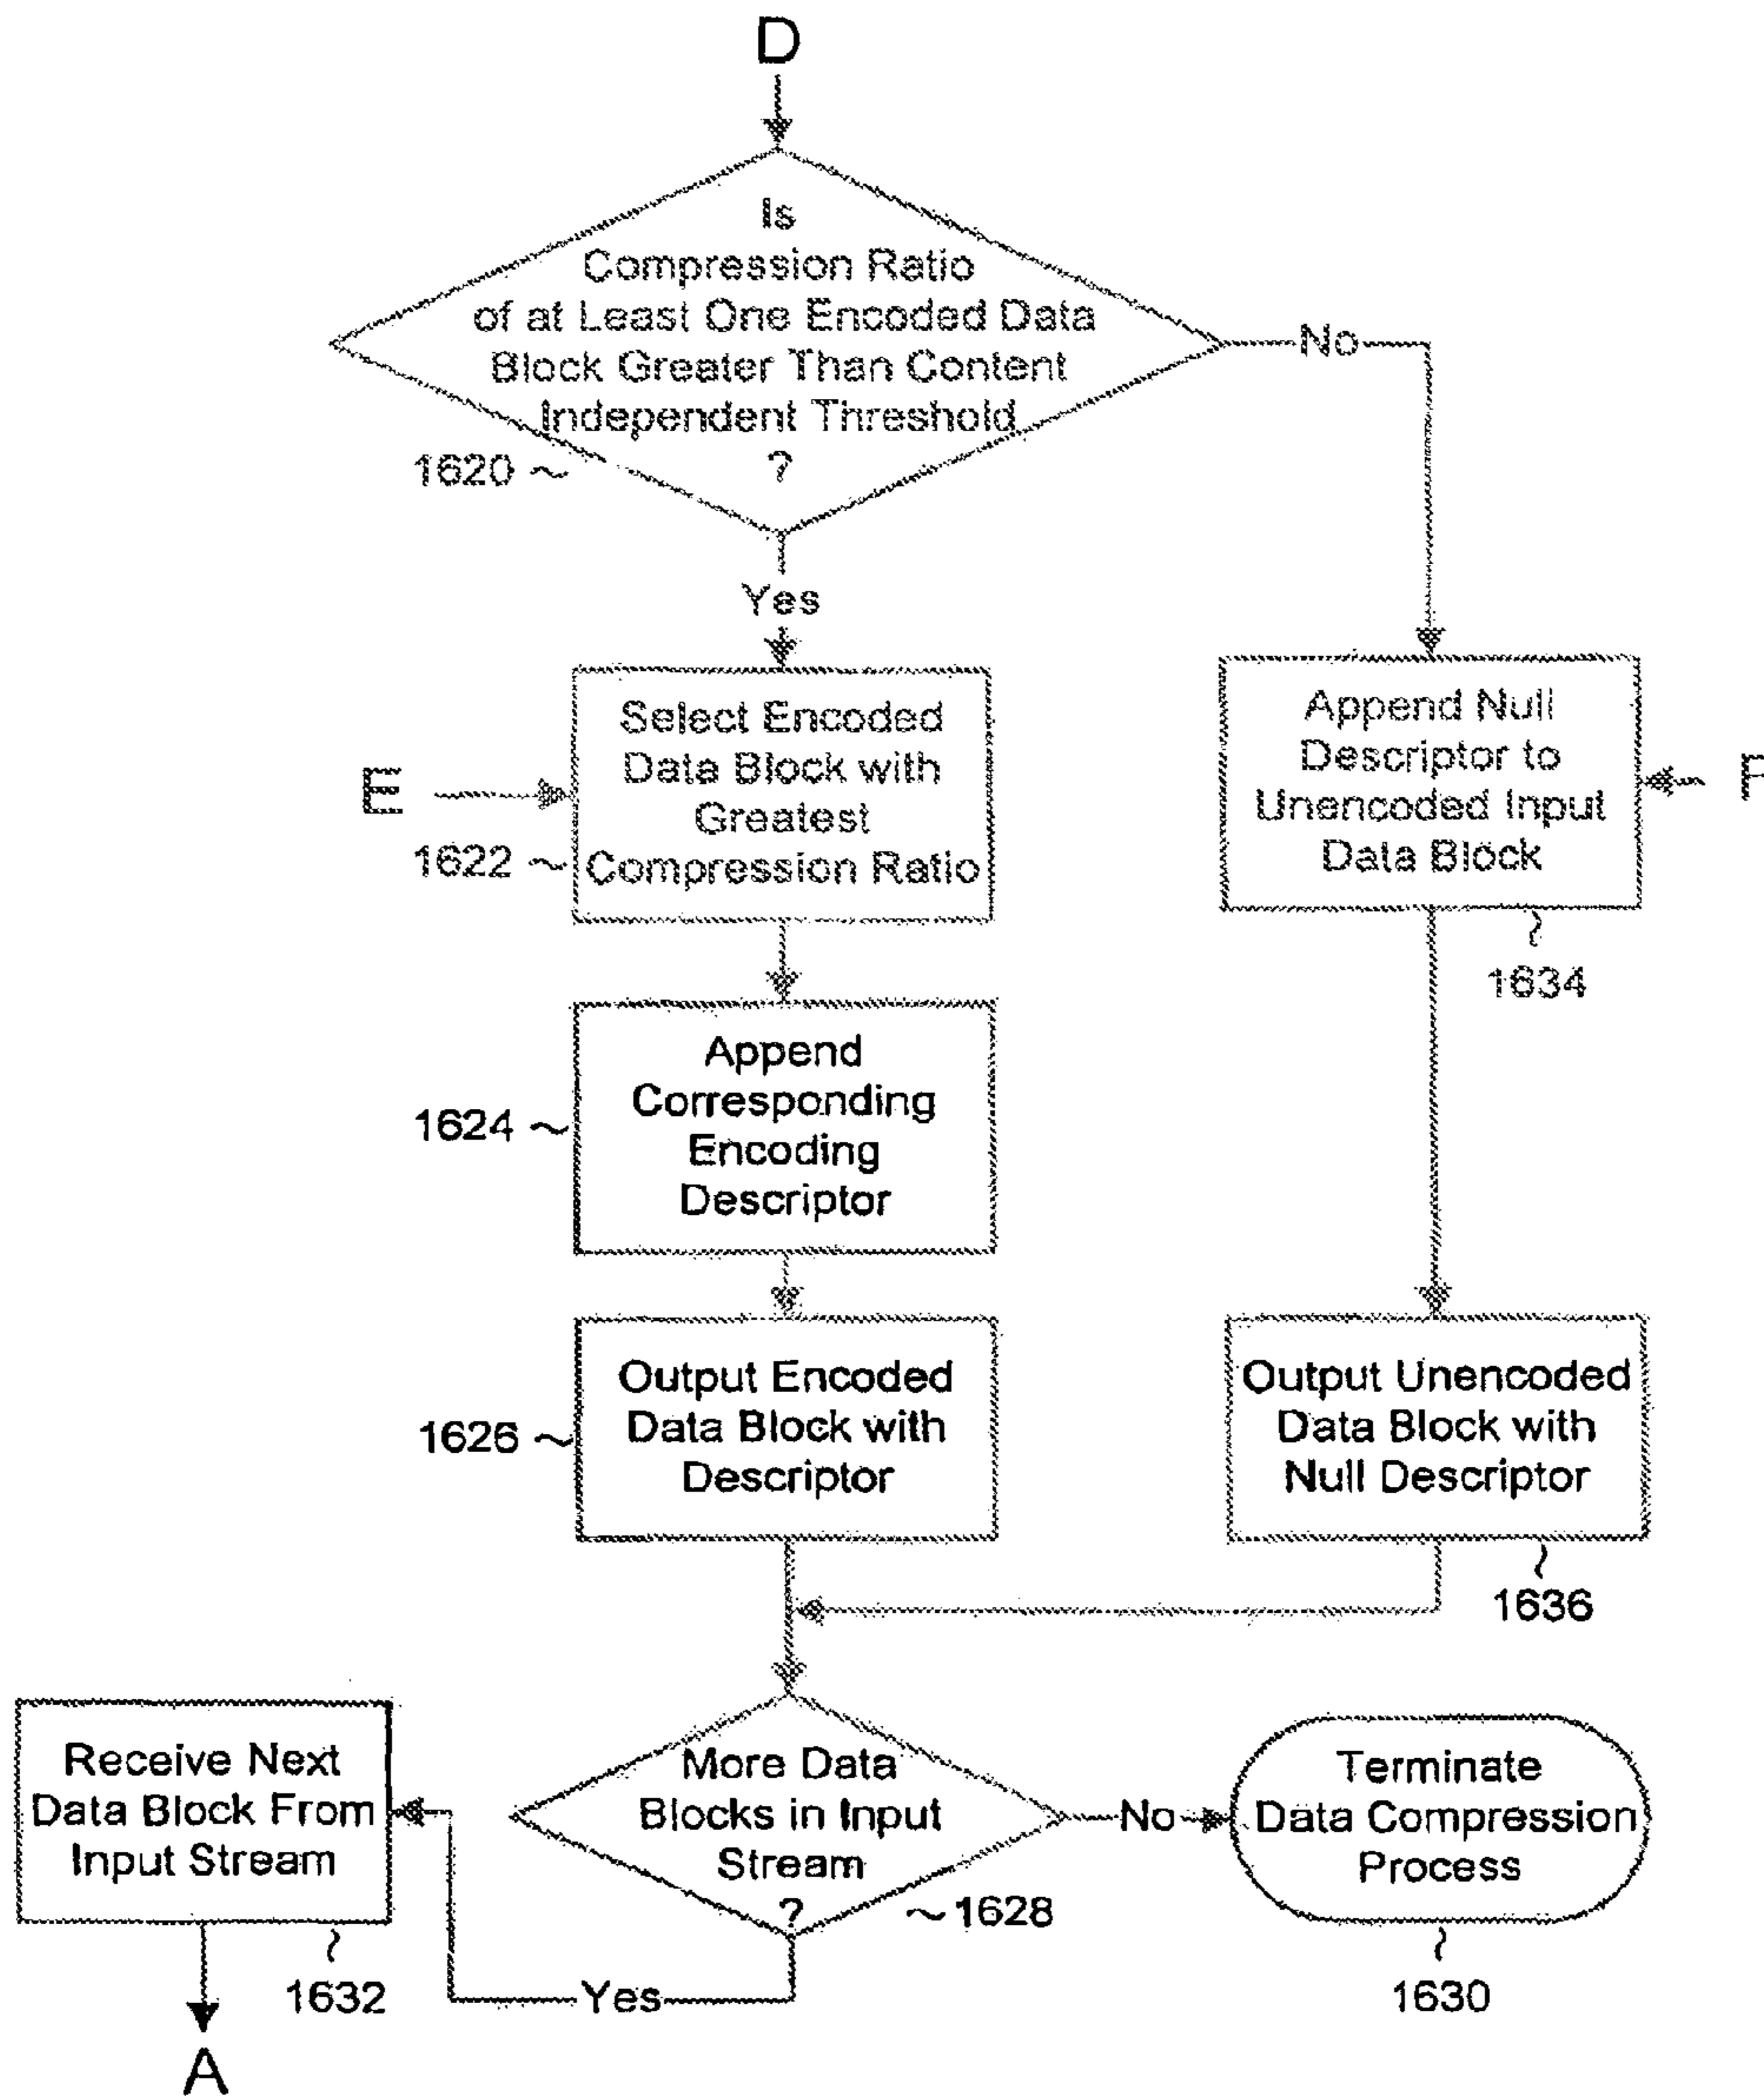 D
Is
Compression Ratio
of at Least One Encoded Data
Block Greater Than Content
Independent Threshold
?
1620
No
Yes
Select Encoded
Data Block with
Greatest
Compression Ratio
E
1622
Append Null
Descriptor to
Unencoded Input
Data Block
F
1634
Append
Corresponding
Encoding
Descriptor
1624
Output Encoded
Data Block with
Descriptor
1626
Output Unencoded
Data Block with
Null Descriptor
1636
Receive Next
Data Block From
Input Stream
1632
A
More Data
Blocks in Input
Stream
?
1628
Yes
No
Terminate
Data Compression
Process
1630